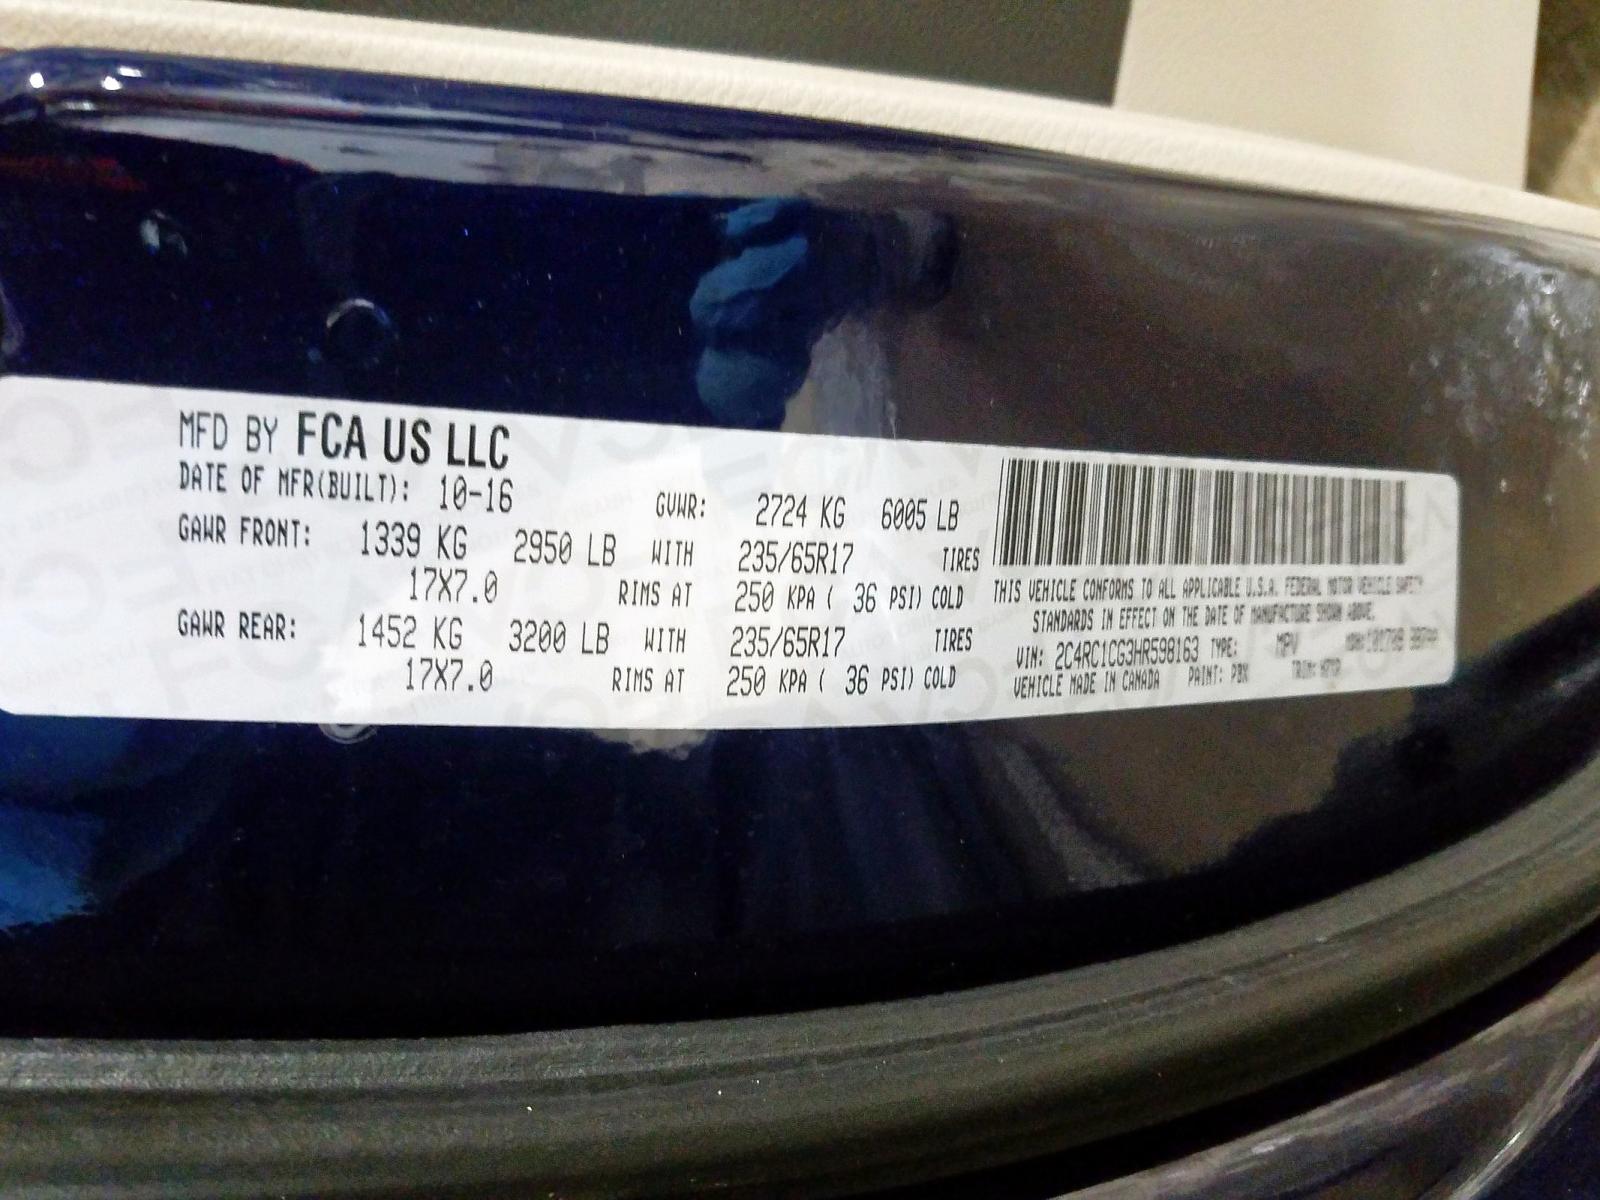 MFD BY FCA US LLC
DATE OF MFR(BUILT): 10-16 GVWR: 2724 KG 6005 LB
GAWR FRONT: 1339 KG 2950 LB WITH 235/65R17 TIRES
17X7.0 RIMS AT 250 KPA ( 36 PSI) COLD
GAWR REAR: 1452 KG 3200 LB WITH 235/65R17 TIRES
17X7.0 RIMS AT 250 KPA ( 36 PSI) COLD
THIS VEHICLE CONFORMS TO ALL APPLICABLE U.S.A. FEDERAL MOTOR VEHICLE SAFETY
STANDARDS IN EFFECT ON THE DATE OF MANUFACTURE SHOWN ABOVE.
VIN: 2C4RC1CG3HR598163 TYPE: MPV MDH:
VEHICLE MADE IN CANADA PAINT: PBX TRIM: